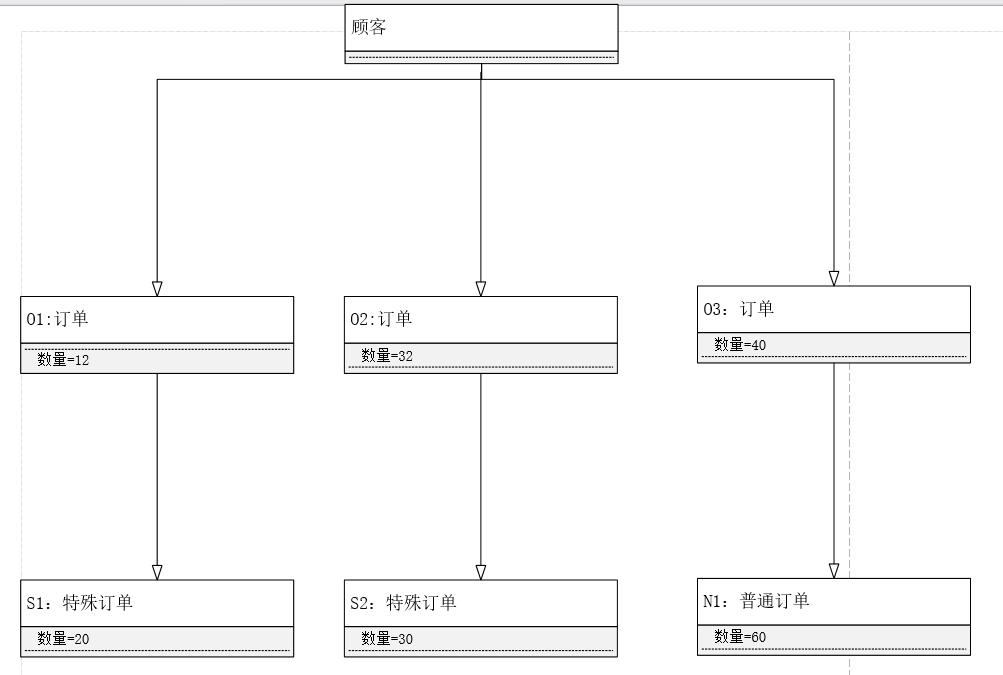 顾客
O1:订单
数量=12
O2:订单
数量=32
O3: 订单
数量=40
S1: 特殊订单
数量=20
S2: 特殊订单
数量=30
N1: 普通订单
数量=60